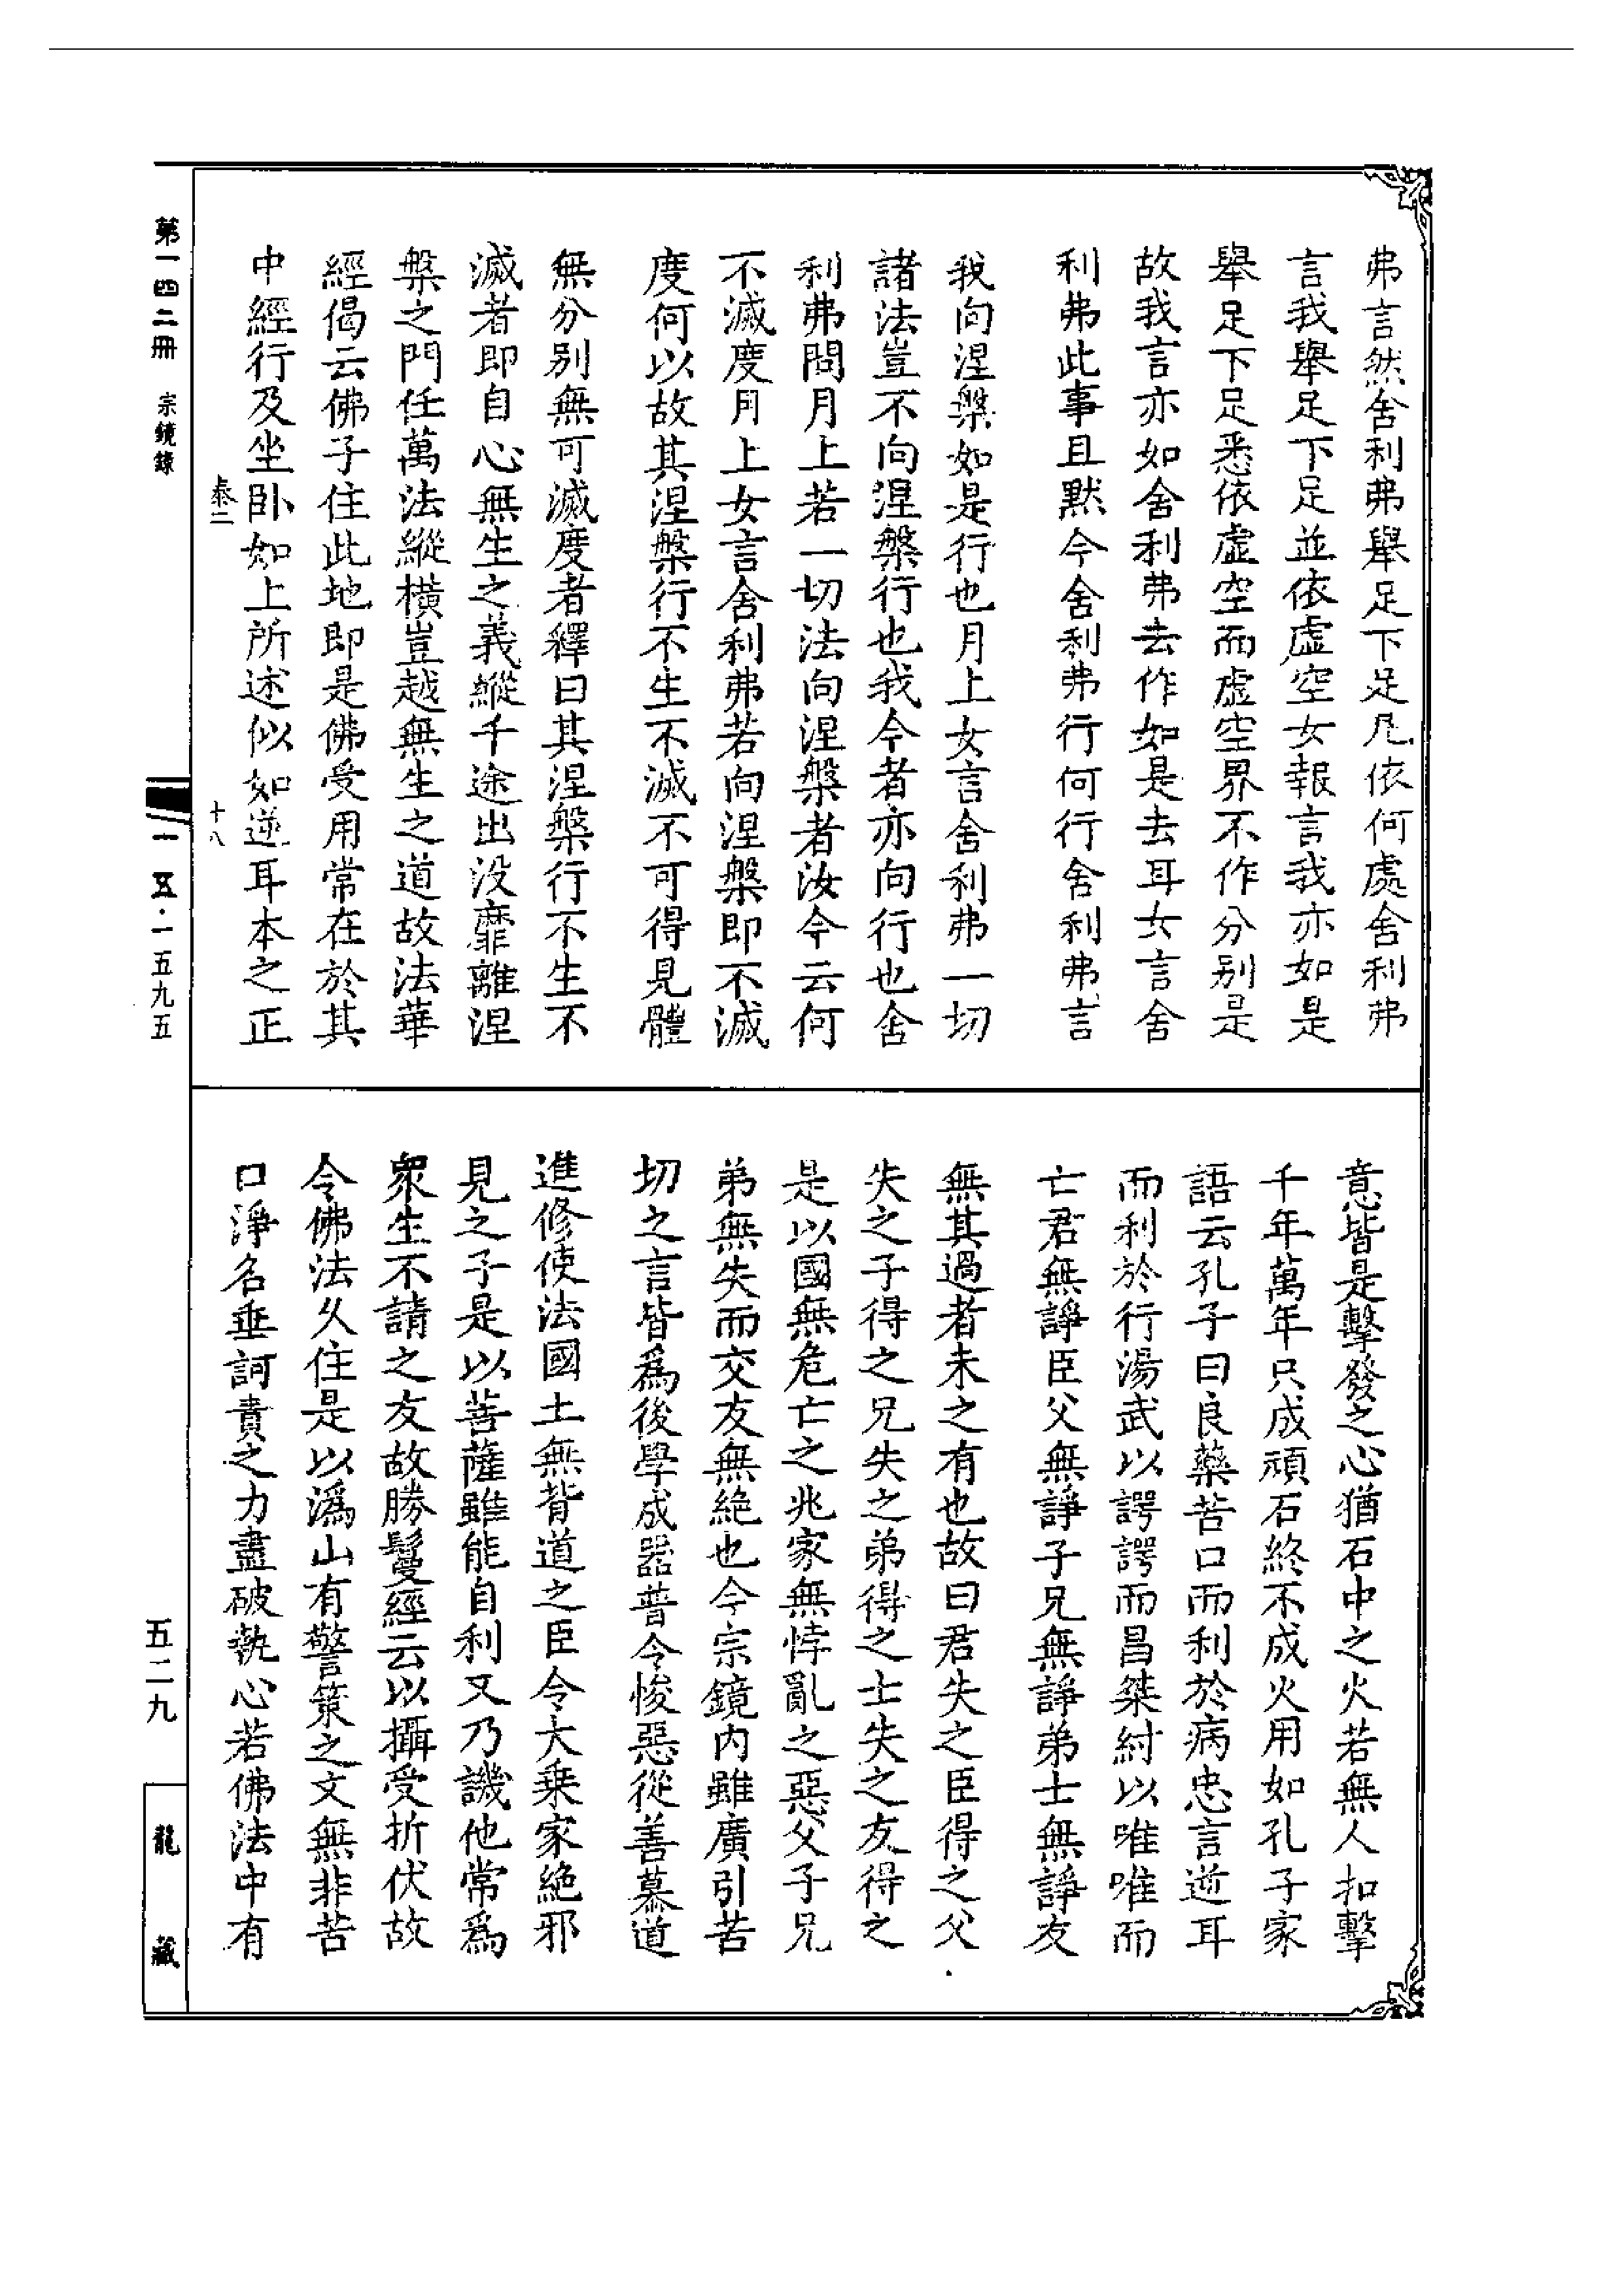 弗言然舍利弗舉足下足凡依何處舍利弗
言我舉足下足並依虛空女報言我亦如是
舉足下足悉依虛空而虛空界不作分别是
故我言亦如舍利弗去作如是去耳女言舍
利弗此事且默今舍利弗行何行舍利弗言
我向涅槃如是行也月上女言舍利弗一切
諸法豈不向涅槃行也我今者亦向行也舍
利弗問月上若一切法向涅槃者汝今云何
不滅度月上女言舍利弗若向涅槃即不滅
度何以故其涅槃行不生不滅不可得見體
無分别無可滅度者釋曰其涅槃行不生不
滅者即自心無生之義縱千途出没靡離涅
槃之門任萬法縱橫豈越無生之道故法華
經偈云佛子住此地即是佛受用常在於其
中經行及坐卧如上所述似如逆耳本之正
意皆是擊發之心猶石中之火若無人扣擊
千年萬年只成頑石終不成火用如孔子家
語云孔子曰良藥苦口而利於病忠言逆耳
而利於行湯武以諤諤而昌桀紂以唯唯而
亡君無諍臣父無諍子兄無諍弟士無諍友
無其過者未之有也故曰君失之臣得之父
失之子得之兄失之弟得之士失之友得之
是以國無危亡之兆家無悖亂之惡父子兄
弟無失而交友無絶也今宗鏡内雖廣引苦
切之言皆爲後學成器普令悛惡從善慕道
進修使法國土無背道之臣令大乗家絶邪
見之子是以菩薩雖能自利又乃譏他常爲
衆生不請之友故勝鬘經云以攝受折伏故
令佛法久住是以潙山有警策之文無非苦
口淨名垂訶責之力盡破執心若佛法中有
泰二
十八
第一四二冊 宗鏡錄
一五·一五九五
五二九
龍藏